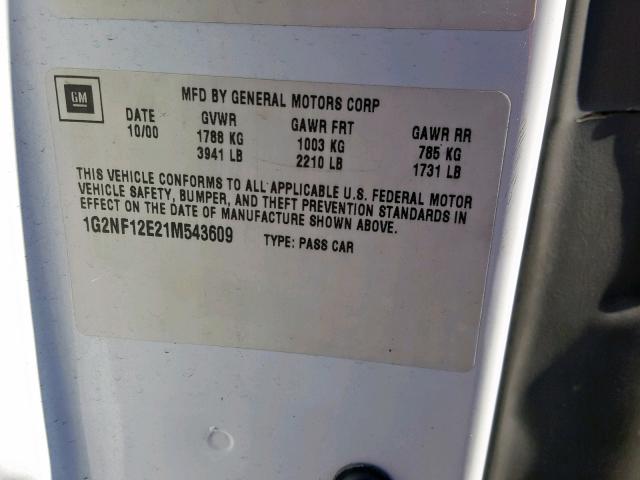 GM
MFD BY GENERAL MOTORS CORP
DATE GVWR GAWR FRT GAWR RR
10/00 1788 KG 1003 KG 785 KG
3941 LB 2210 LB 1731 LB
THIS VEHICLE CONFORMS TO ALL APPLICABLE U.S. FEDERAL MOTOR
VEHICLE SAFETY, BUMPER, AND THEFT PREVENTION STANDARDS IN
EFFECT ON THE DATE OF MANUFACTURE SHOWN ABOVE.
1G2NF12E21M543609 TYPE: PASS CAR